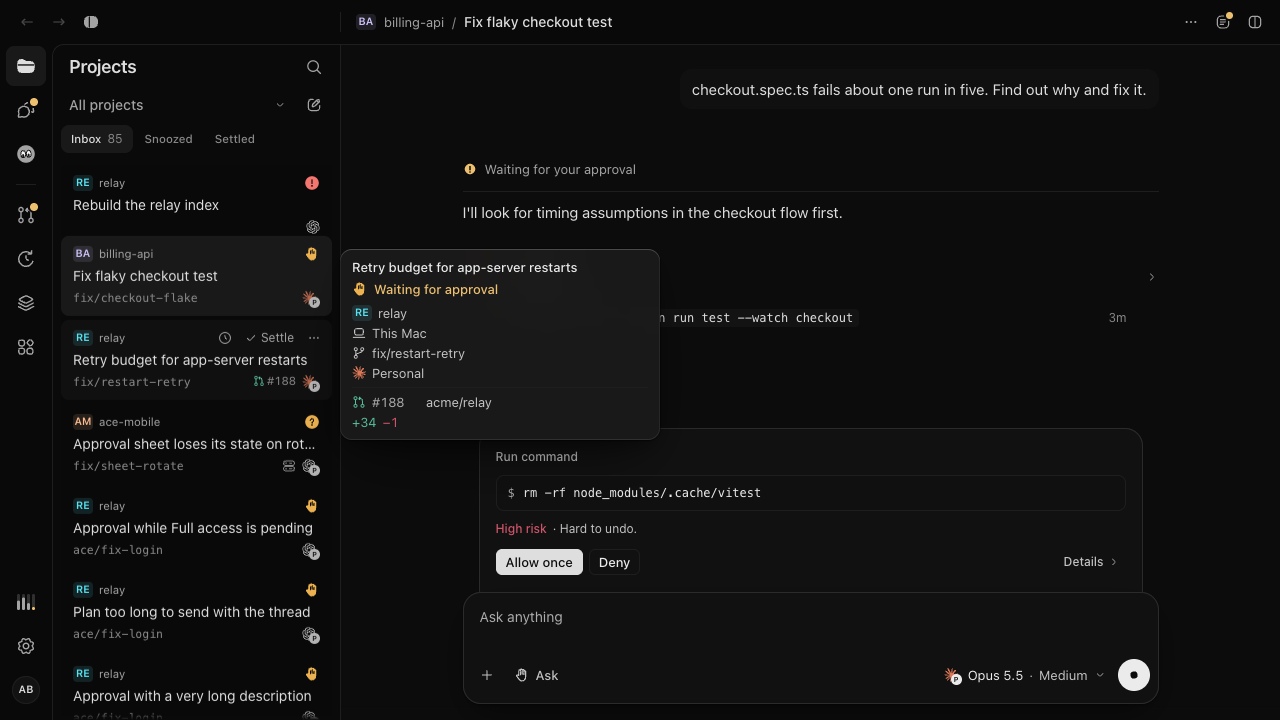 BA billing-api / Fix flaky checkout test
Projects
All projects
Inbox 85 Snoozed Settled
RE relay
Rebuild the relay index
BA billing-api
Fix flaky checkout test
fix/checkout-flake
P
RE relay Settle
Retry budget for app-server restarts
fix/restart-retry #188
P
AM ace-mobile
Approval sheet loses its state on rot...
fix/sheet-rotate
P
RE relay
Approval while Full access is pending
ace/fix-login
P
RE relay
Plan too long to send with the thread
ace/fix-login
P
RE relay
Approval with a very long description
ace/fix-login
AB
checkout.spec.ts fails about one run in five. Find out why and fix it.
Waiting for your approval
I'll look for timing assumptions in the checkout flow first.
Retry budget for app-server restarts
Waiting for approval
RE relay
This Mac
fix/restart-retry
Personal
#188 acme/relay
+34 −1
run test --watch checkout 3m
Run command
$ rm -rf node_modules/.cache/vitest
High risk · Hard to undo.
Allow once Deny Details
Ask anything
Ask
P Opus 5.5 · Medium